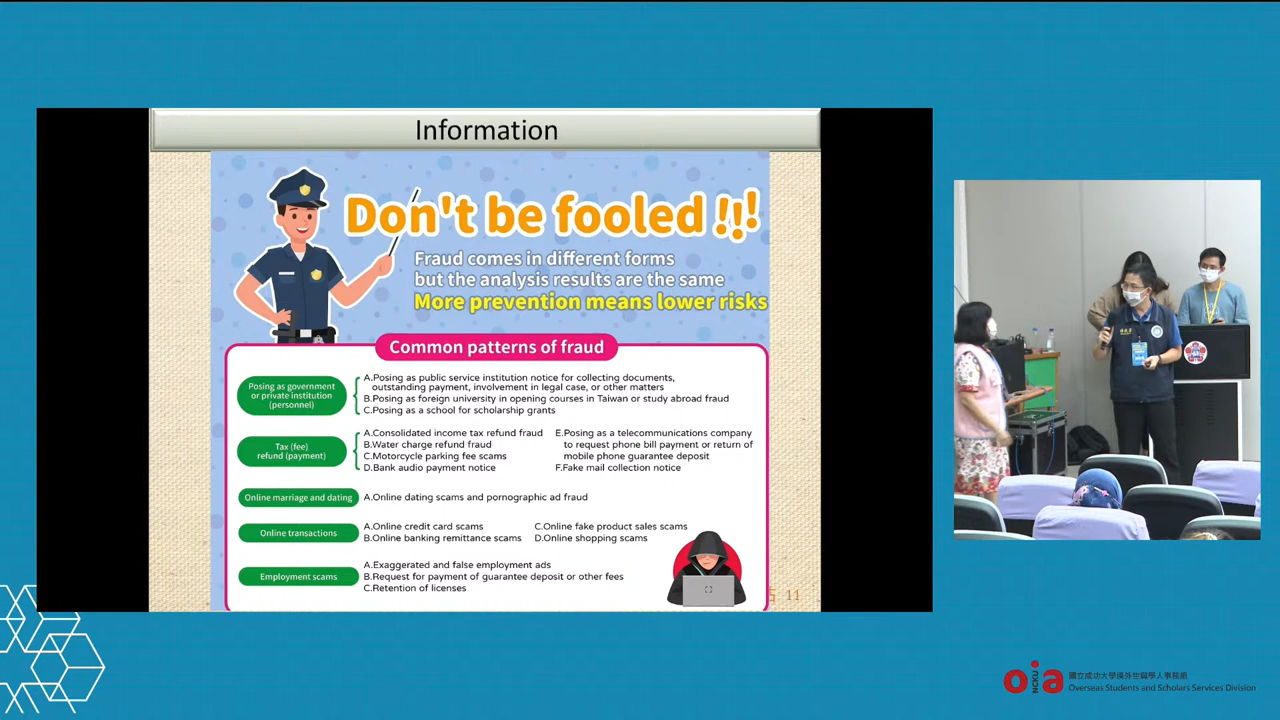 Information
Don't be fooled !!!
Fraud comes in different forms
but the analysis results are the same
More prevention means lower risks
Common patterns of fraud
Posing as government
or private institution
(personnel)
A.Posing as public service institution notice for collecting documents,
outstanding payment, involvement in legal case, or other matters
B.Posing as foreign university in opening courses in Taiwan or study abroad fraud
C.Posing as a school for scholarship grants
Tax (fee)
refund (payment)
A.Consolidated income tax refund fraud
B.Water charge refund fraud
C.Motorcycle parking fee scams
D.Bank audio payment notice
E.Posing as a telecommunications company
to request phone bill payment or return of
mobile phone guarantee deposit
F.Fake mail collection notice
Online marriage and dating
A.Online dating scams and pornographic ad fraud
Online transactions
A.Online credit card scams
B.Online banking remittance scams
C.Online fake product sales scams
D.Online shopping scams
Employment scams
A.Exaggerated and false employment ads
B.Request for payment of guarantee deposit or other fees
C.Retention of licenses
11
NCKU
oia
國立成功大學境外生暨學人事務組
Overseas Students and Scholars Services Division